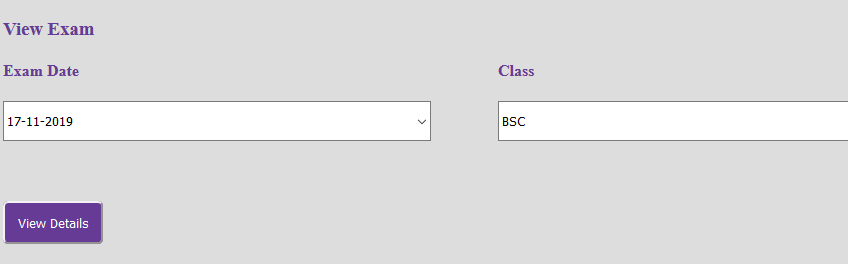 View Exam
Exam Date
Class
17-11-2019
BSC
View Details